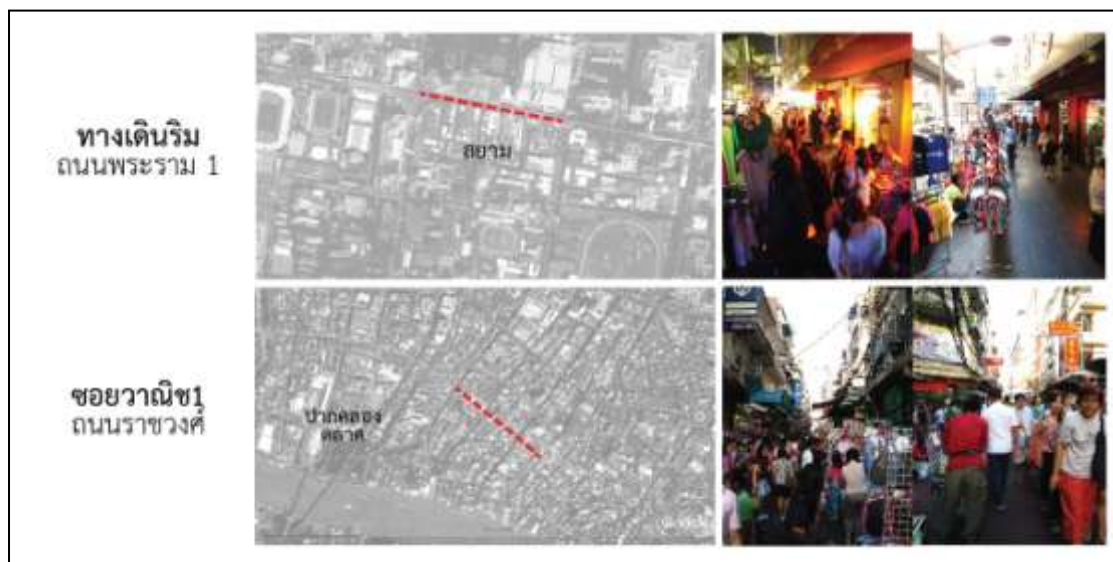 ทางเดินริม
ถนนพระราม 1
สยาม
ซอยวาณิช1
ถนนราชวงศ์
ปากคลอง
ตลาด